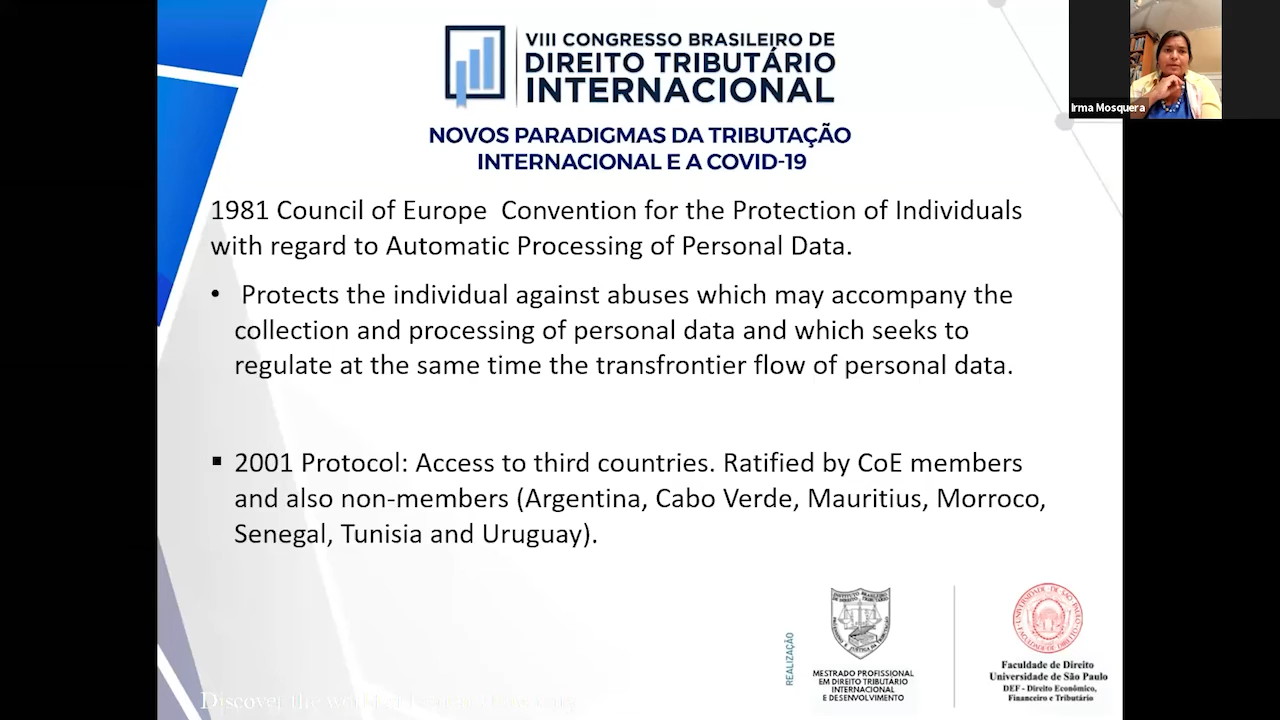 VIII CONGRESSO BRASILEIRO DE
DIREITO TRIBUTÁRIO
INTERNACIONAL
NOVOS PARADIGMAS DA TRIBUTAÇÃO
INTERNACIONAL E A COVID-19
Irma Mosquera
1981 Council of Europe Convention for the Protection of Individuals
with regard to Automatic Processing of Personal Data.
• Protects the individual against abuses which may accompany the
collection and processing of personal data and which seeks to
regulate at the same time the transfrontier flow of personal data.
▪ 2001 Protocol: Access to third countries. Ratified by CoE members
and also non-members (Argentina, Cabo Verde, Mauritius, Morroco,
Senegal, Tunisia and Uruguay).
REALIZAÇÃO
MESTRADO PROFISSIONAL
EM DIREITO TRIBUTÁRIO
INTERNACIONAL
E DESENVOLVIMENTO
Faculdade de Direito
Universidade de São Paulo
DEF - Direito Econômico,
Financeiro e Tributário
Discover the world